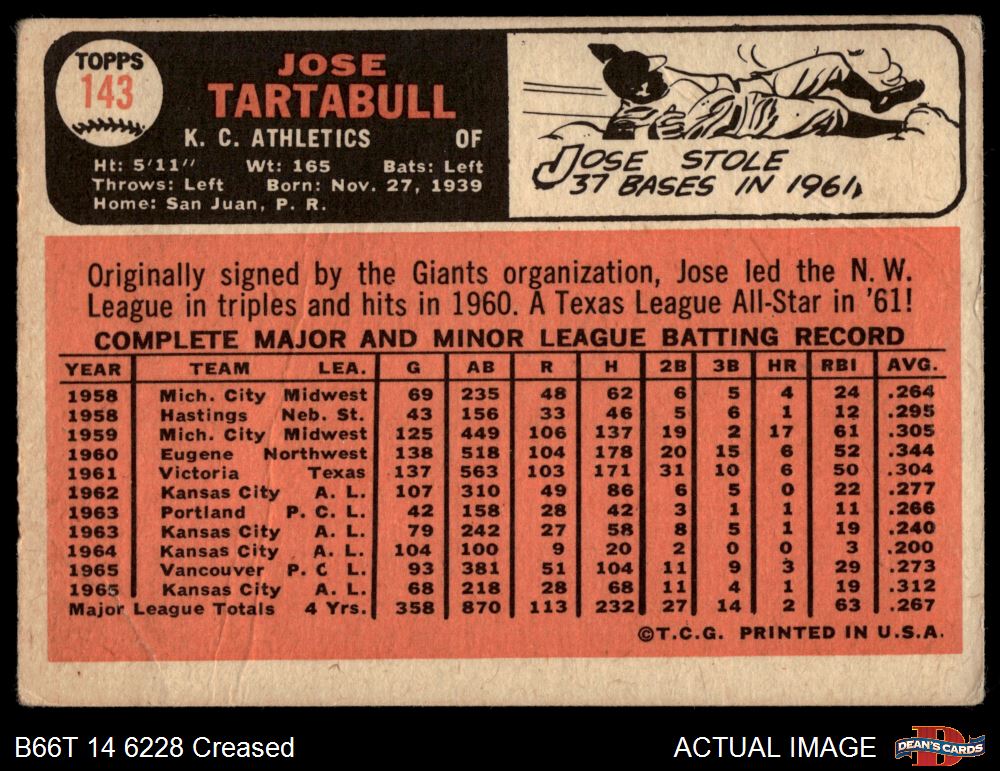 TOPPS
143
JOSE
TARTABULL
K. C. ATHLETICS OF
Ht: 5'11" Wt: 165 Bats: Left
Throws: Left Born: Nov. 27, 1939
Home: San Juan, P. R.
JOSE STOLE
37 BASES IN 1961,
Originally signed by the Giants organization, Jose led the N. W.
League in triples and hits in 1960. A Texas League All-Star in '61!
COMPLETE MAJOR AND MINOR LEAGUE BATTING RECORD
YEAR TEAM LEA. G AB R H 2B 3B HR RBI AVG.
1958 Mich. City Midwest 69 235 48 62 6 5 4 24 .264
1958 Hastings Neb. St. 43 156 33 46 5 6 1 12 .295
1959 Mich. City Midwest 125 449 106 137 19 2 17 61 .305
1960 Eugene Northwest 138 518 104 178 20 15 6 52 .344
1961 Victoria Texas 137 563 103 171 31 10 6 50 .304
1962 Kansas City A. L. 107 310 49 86 6 5 0 22 .277
1963 Portland P. C. L. 42 158 28 42 3 1 1 11 .266
1963 Kansas City A. L. 79 242 27 58 8 5 1 19 .240
1964 Kansas City A. L. 104 100 9 20 2 0 0 3 .200
1965 Vancouver P. C L. 93 381 51 104 11 9 3 29 .273
1965 Kansas City A. L. 68 218 28 68 11 4 1 19 .312
Major League Totals 4 Yrs. 358 870 113 232 27 14 2 63 .267
©T.C.G. PRINTED IN U.S.A.
B66T 14 6228 Creased
ACTUAL IMAGE
D
DEAN'S CARDS